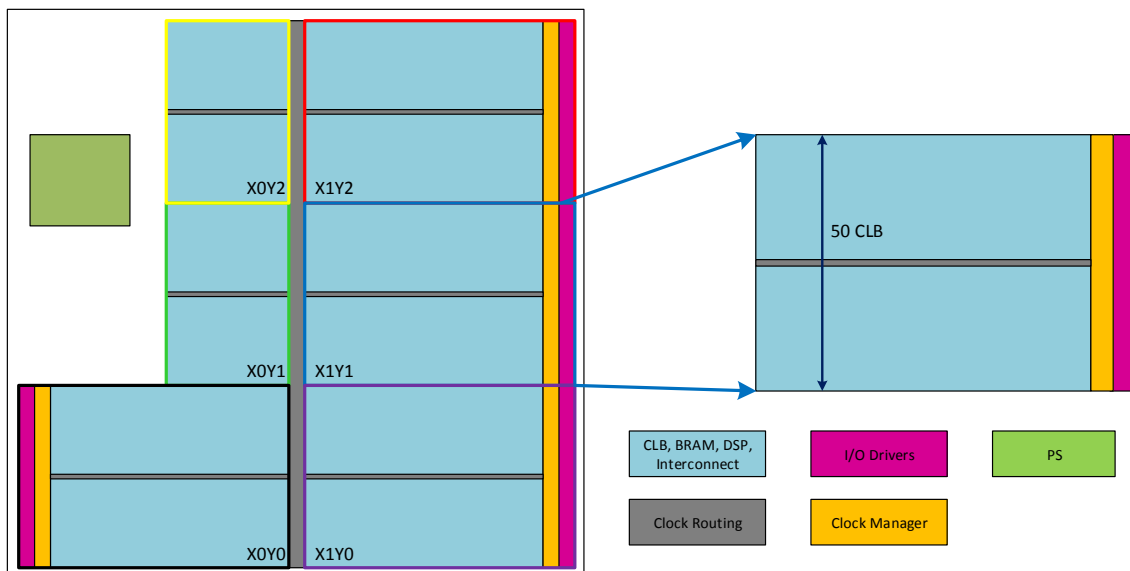 X0Y2
X1Y2
50 CLB
X0Y1
X1Y1
CLB, BRAM, DSP,
Interconnect
I/O Drivers
PS
Clock Routing
Clock Manager
X0Y0
X1Y0